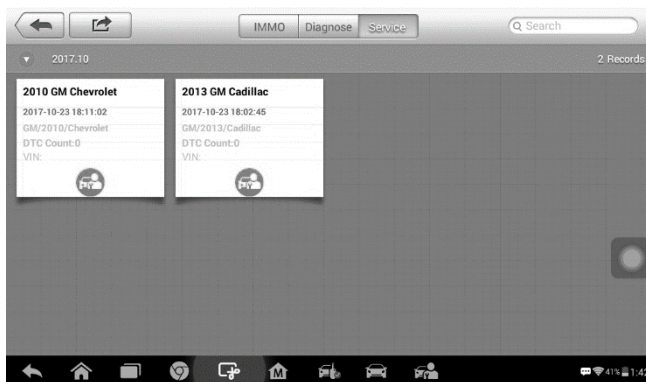 IMMO Diagnose Service Search
2017.10 2 Records
2010 GM Chevrolet
2017-10-23 18:11:02
GM/2010/Chevrolet
DTC Count:0
VIN:
2013 GM Cadillac
2017-10-23 18:02:45
GM/2013/Cadillac
DTC Count:0
VIN:
M
41% 1:42